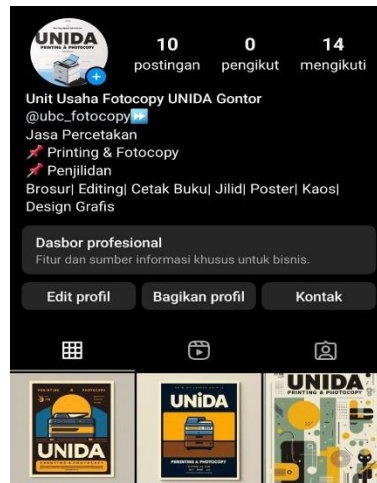 UNIDA
PRINTING & PHOTOCOPY
10 0 14
postingan pengikut mengikuti
Unit Usaha Fotocopy UNIDA Gontor
@ubc_fotocopy⏩
Jasa Percetakan
📌 Printing & Fotocopy
📌 Penjilidan
Brosur| Editing| Cetak Buku| Jilid| Poster| Kaos|
Design Grafis
Dasbor profesional
Fitur dan sumber informasi khusus untuk bisnis.
Edit profil Bagikan profil Kontak
UNIDA
PRINTING & PHOTOCOPY
UNiDA
UNIDA
PRINTING & PHOTOCOPY